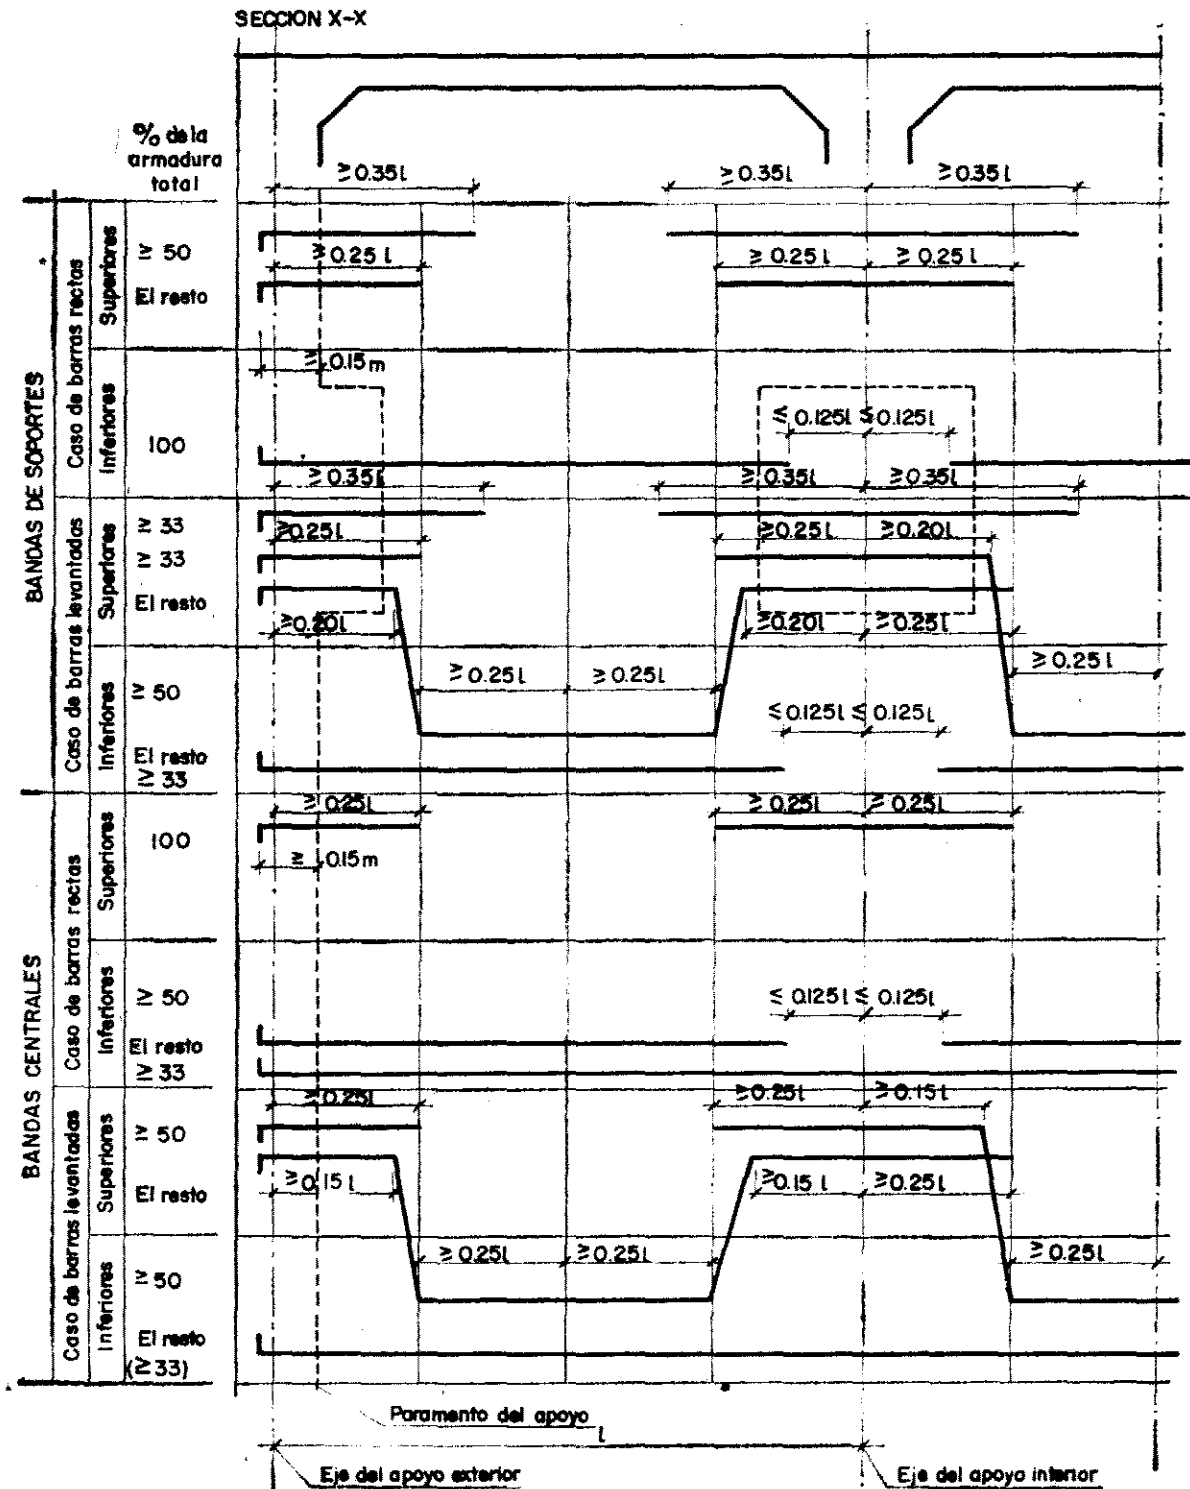 SECCION X-X
% de la
armadura
total
≥ 0.35l
≥ 0.35l
≥ 0.35l
BANDAS DE SOPORTES
Caso de barras rectas
Superiores
≥ 50
≥ 0.25 l
≥ 0.25 l
≥ 0.25 l
El resto
Inferiores
≥ 0.15 m
100
≤ 0.125l ≤ 0.125l
Caso de barras levantadas
Superiores
≥ 0.35l
≥ 0.35l
≥ 0.35l
≥ 33
≥0.25l
≥0.25l
≥0.20l
≥ 33
El resto
≥0.20l
≥0.20l
≥0.25l
Inferiores
≥ 0.25l
≥ 0.25l
≥ 0.25l
≥ 50
≤ 0.125l ≤ 0.125l
El resto
≥ 33
BANDAS CENTRALES
Caso de barras rectas
Superiores
≥0.25l
≥0.25l
≥0.25l
100
≥ 0.15m
Inferiores
≥ 50
≤ 0.125l ≤ 0.125l
El resto
≥ 33
Caso de barras levantadas
Superiores
≥0.25l
≥0.25l
≥0.15l
≥ 50
≥0.15 l
≥0.15 l
≥0.25l
El resto
Inferiores
≥ 0.25l
≥ 0.25l
≥ 0.25l
≥ 50
El resto
(≥ 33)
Paramento del apoyo
l
Eje del apoyo exterior
Eje del apoyo interior